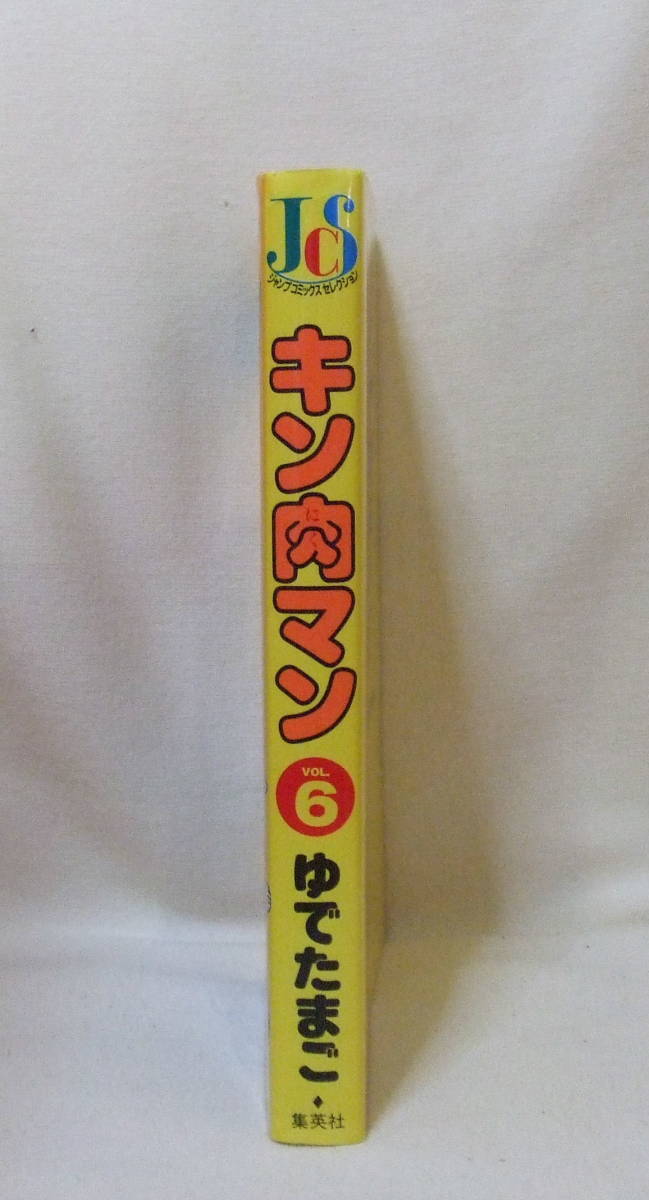 JCS
ジャンプコミックスセレクション
キン肉マン
にく
VOL.
6
ゆでたまご
集英社